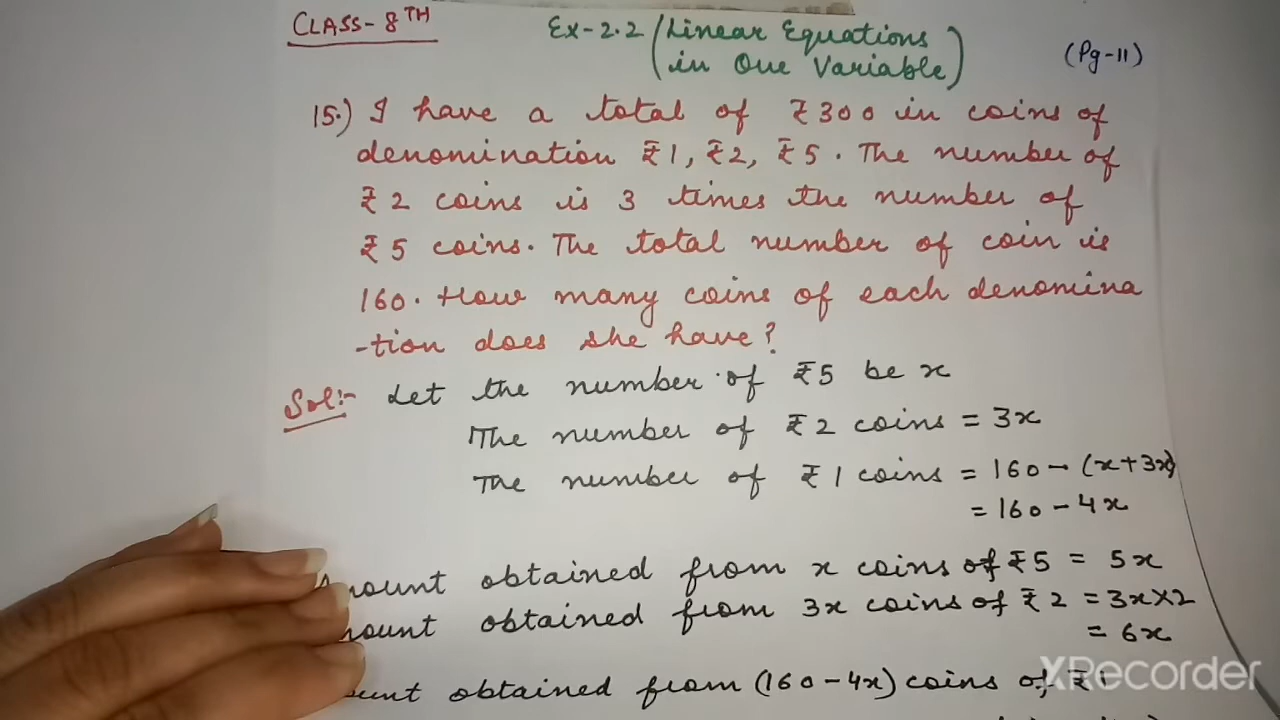 CLASS-8TH
Ex-2.2 (Linear Equations
in One Variable)
(Pg-11)
15.) I have a total of ₹300 in coins of
denomination ₹1, ₹2, ₹5. The number of
₹2 coins is 3 times the number of
₹5 coins. The total number of coin is
160. How many coins of each denomina
-tion does she have?
Sol:- Let the number of ₹5 be x
The number of ₹2 coins = 3x
The number of ₹1 coins = 160-(x+3x)
= 160-4x
obtained from x coins of ₹5 = 5x
obtained from 3x coins of ₹2 = 3x×2
= 6x
obtained from (160-4x) coins of ₹1
XRecorder